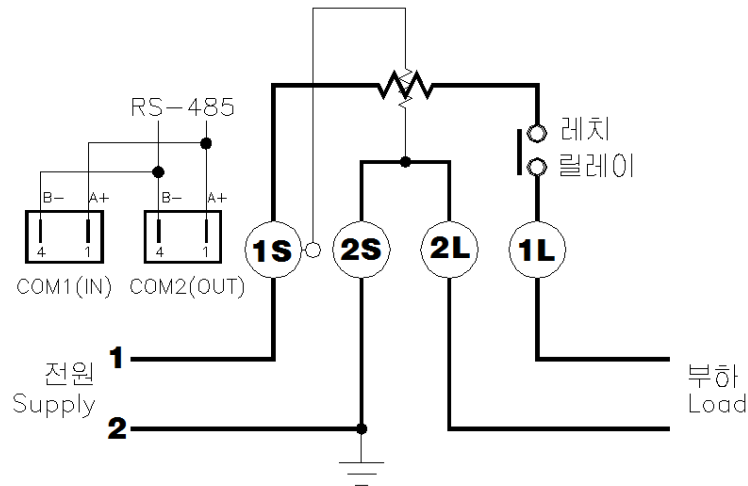 RS-485
레치
릴레이
B- A+ B- A+
4 1 4 1
COM1(IN) COM2(OUT)
1S 2S 2L 1L
전원
Supply
1
2
부하
Load